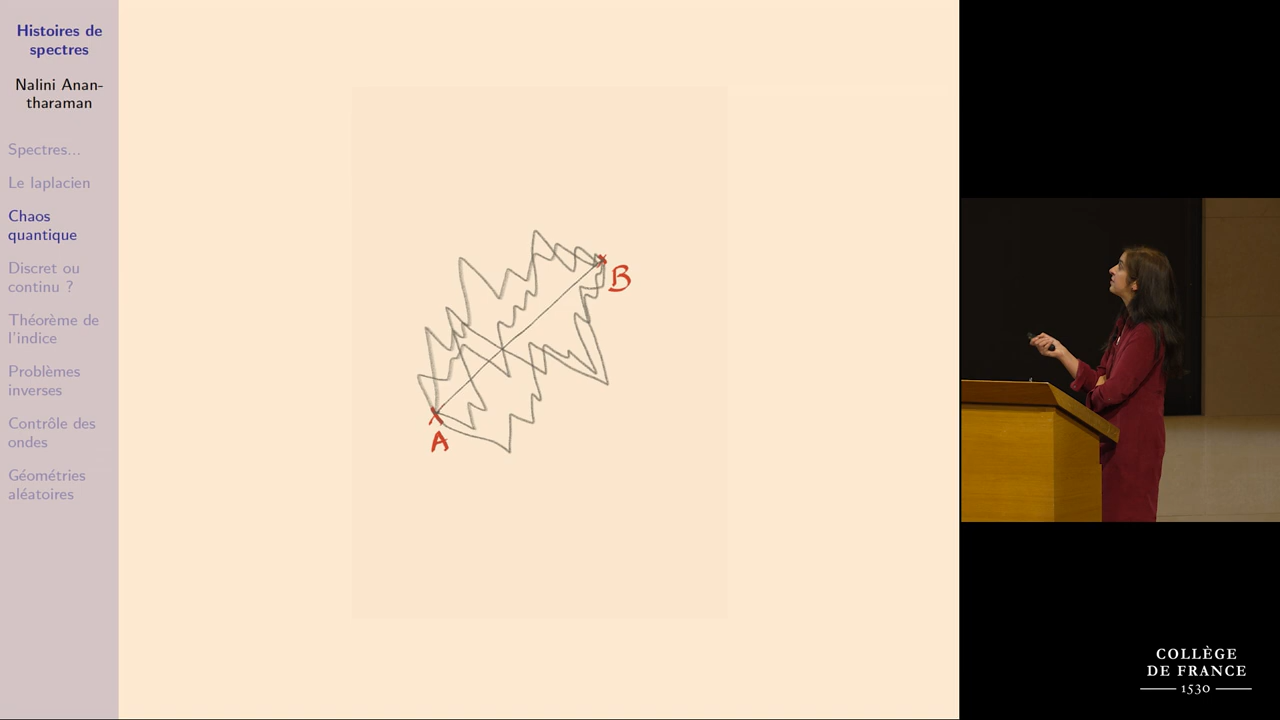 Histoires de
spectres
Nalini Anan-
tharaman
Spectres...
Le laplacien
Chaos
quantique
Discret ou
continu ?
Théorème de
l'indice
Problèmes
inverses
Contrôle des
ondes
Géométries
aléatoires
B
A
COLLÈGE
DE FRANCE
1530